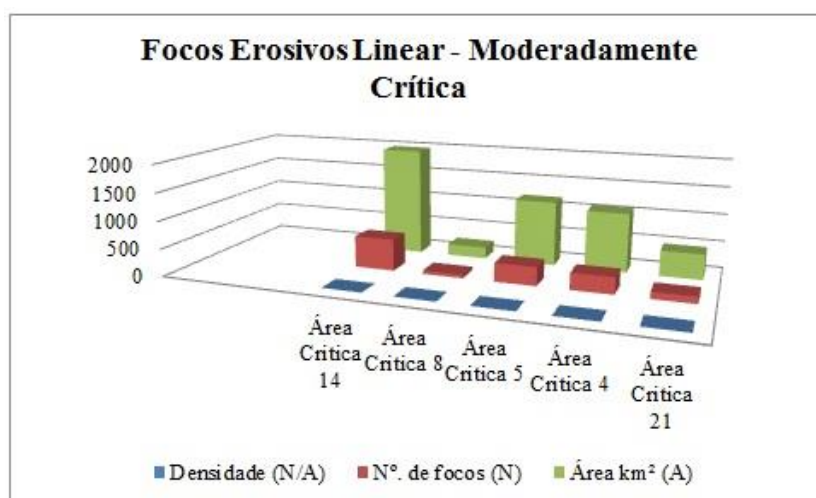 Focos Erosivos Linear - Moderadamente
Crítica
2000
1500
1000
500
0
Área
Critica
14
Área
Critica 8
Área
Critica 5
Área
Critica 4
Área
Critica
21
Densidade (N/A)
Nº. de focos (N)
Área km² (A)